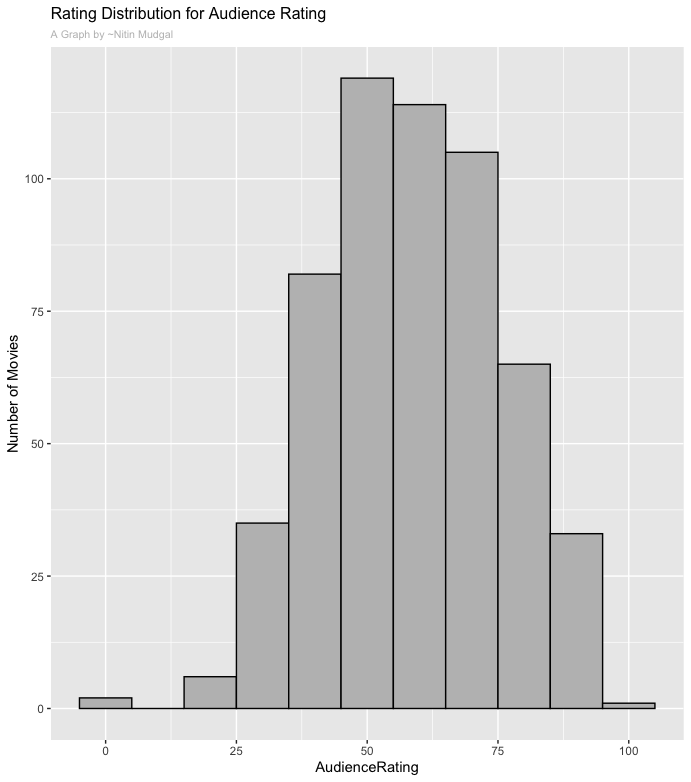 Rating Distribution for Audience Rating
A Graph by ~Nitin Mudgal
100
75
50
25
0
Number of Movies
0 25 50 75 100
AudienceRating